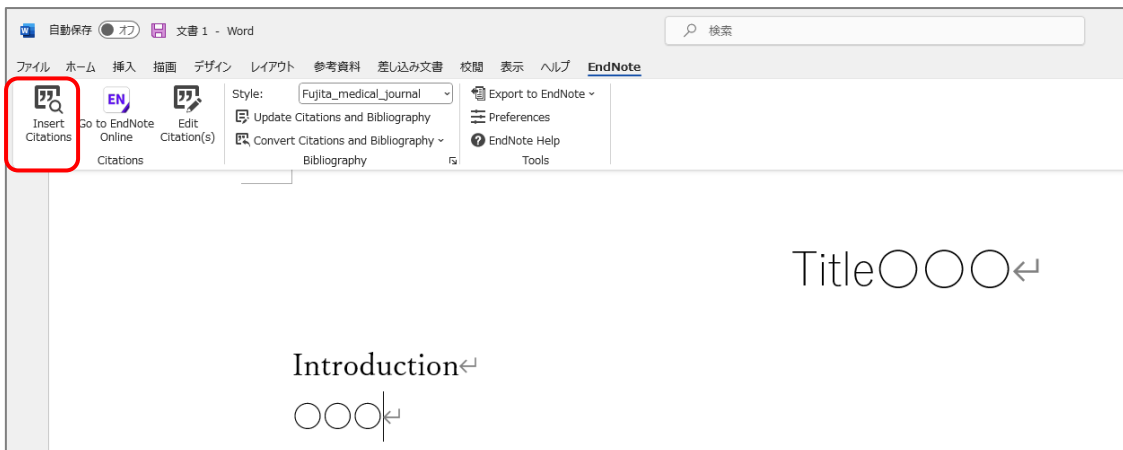 自動保存 オフ 文書 1 - Word 検索
ファイル ホーム 挿入 描画 デザイン レイアウト 参考資料 差し込み文書 校閲 表示 ヘルプ EndNote
Insert Citations
EN
Go to EndNote Online
Edit Citation(s)
Citations
Style: Fujita_medical_journal
Update Citations and Bibliography
Convert Citations and Bibliography
Bibliography
Export to EndNote
Preferences
EndNote Help
Tools
Title○○○↵
Introduction↵
○○○↵